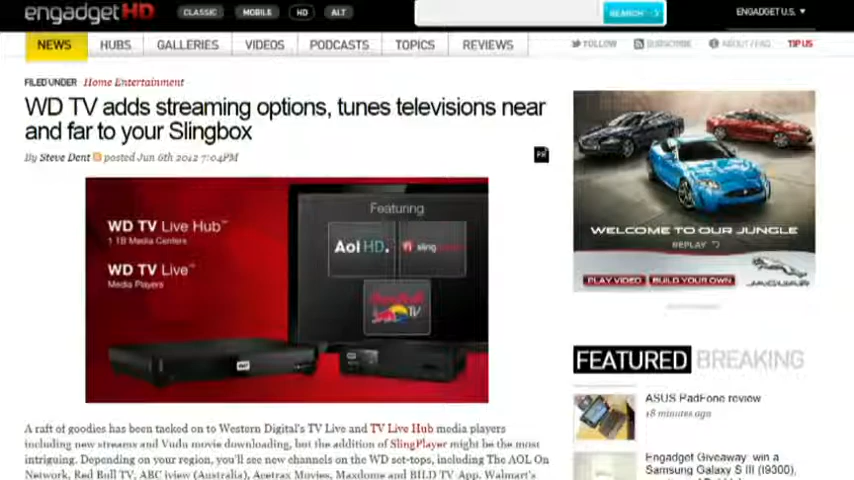 engadget HD
CLASSIC MOBILE HD ALT
SEARCH
ENGADGET U.S.
NEWS HUBS GALLERIES VIDEOS PODCASTS TOPICS REVIEWS
FOLLOW SUBSCRIBE ABOUT / FAQ TIP US
FILED UNDER Home Entertainment
WD TV adds streaming options, tunes televisions near
and far to your Slingbox
By Steve Dent posted Jun 6th 2012 7:04PM
WD TV Live Hub™
1 TB Media Centers
WD TV Live™
Media Players
Featuring
Aol HD.
sling
Red Bull
TV
WD
A raft of goodies has been tacked on to Western Digital's TV Live and TV Live Hub media players
including new streams and Vudu movie downloading, but the addition of SlingPlayer might be the most
intriguing. Depending on your region, you'll see new channels on the WD set-tops, including The AOL On
Network, Red Bull TV, ABC iview (Australia), Acetrax Movies, Maxdome and BILD TV App. Walmart's
WELCOME TO OUR JUNGLE
REPLAY
PLAY VIDEO BUILD YOUR OWN
JAGUAR
FEATURED BREAKING
ASUS PadFone review
18 minutes ago
Engadget Giveaway: win a
Samsung Galaxy S III (I9300),